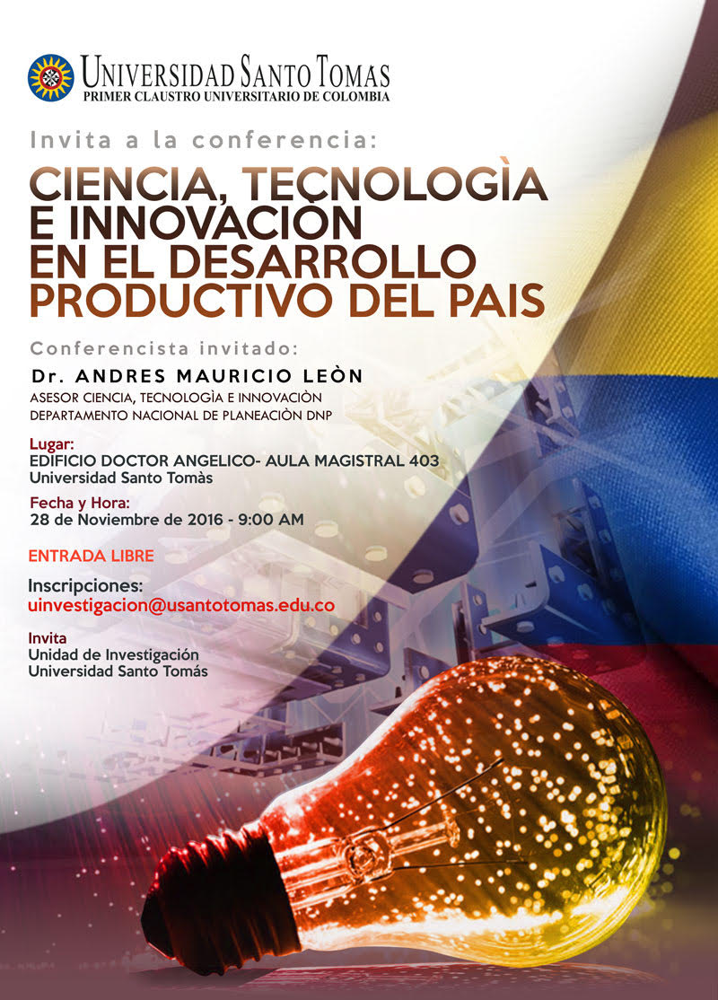 UNIVERSIDAD SANTO TOMAS
PRIMER CLAUSTRO UNIVERSITARIO DE COLOMBIA
Invita a la conferencia:
CIENCIA, TECNOLOGÌA
E INNOVACIÒN
EN EL DESARROLLO
PRODUCTIVO DEL PAIS
Conferencista invitado:
Dr. ANDRES MAURICIO LEÒN
ASESOR CIENCIA, TECNOLOGÌA E INNOVACIÒN
DEPARTAMENTO NACIONAL DE PLANEACIÒN DNP
Lugar:
EDIFICIO DOCTOR ANGELICO- AULA MAGISTRAL 403
Universidad Santo Tomàs
Fecha y Hora:
28 de Noviembre de 2016 - 9:00 AM
ENTRADA LIBRE
Inscripciones:
uinvestigacion@usantotomas.edu.co
Invita
Unidad de Investigación
Universidad Santo Tomás